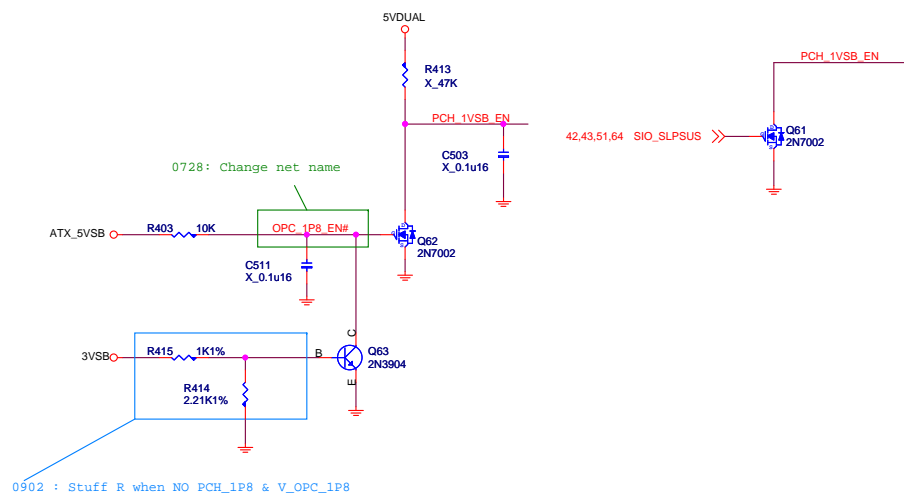 5VDUAL
R413
X_47K
PCH_1VSB_EN
PCH_1VSB_EN
42,43,51,64 SIO_SLPSUS
Q61
2N7002
C503
X_0.1u16
0728: Change net name
ATX_5VSB
R403 10K
OPC_1P8_EN#
Q62
2N7002
C511
X_0.1u16
3VSB
R415 1K1%
B
C
E
Q63
2N3904
R414
2.21K1%
0902 : Stuff R when NO PCH_1P8 & V_OPC_1P8